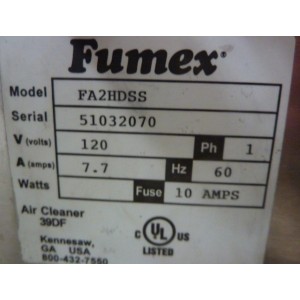 Fumex®
Model FA2HDSS
Serial 51032070
V (volts) 120 Ph 1
A (amps) 7.7 Hz 60
Watts Fuse 10 AMPS
Air Cleaner
39DF
Kennesaw,
GA USA
800-432-7550
C UL US
LISTED